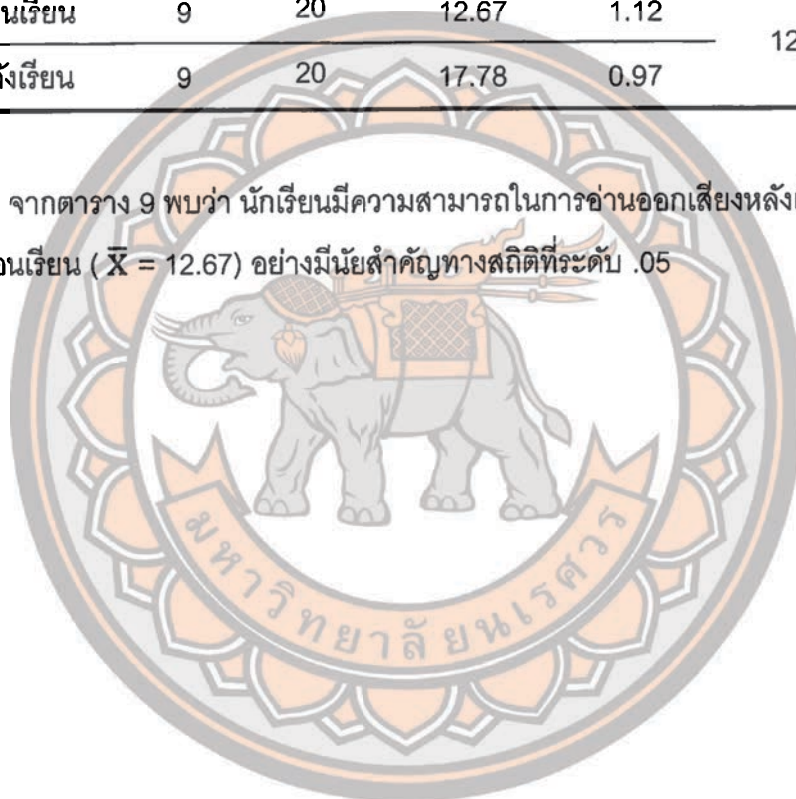 นเรียน 9 20 12.67 1.12
12
ังเรียน 9 20 17.78 0.97
จากตาราง 9 พบว่า นักเรียนมีความสามารถในการอ่านออกเสียงหลังเ
อนเรียน ( X̄ = 12.67) อย่างมีนัยสำคัญทางสถิติที่ระดับ .05
มหาวิทยาลัยนเรศวร